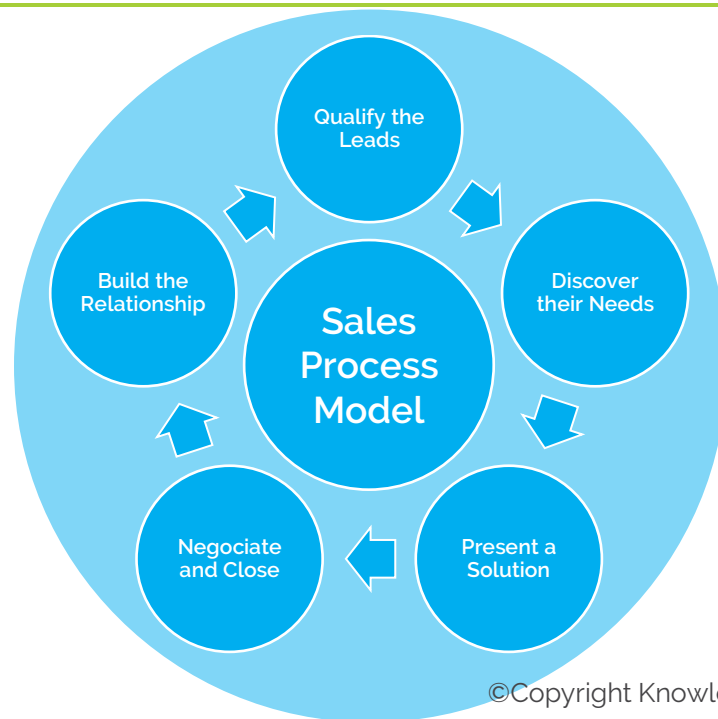 Qualify the
Leads
Discover
their Needs
Present a
Solution
Negociate
and Close
Build the
Relationship
Sales
Process
Model
©Copyright